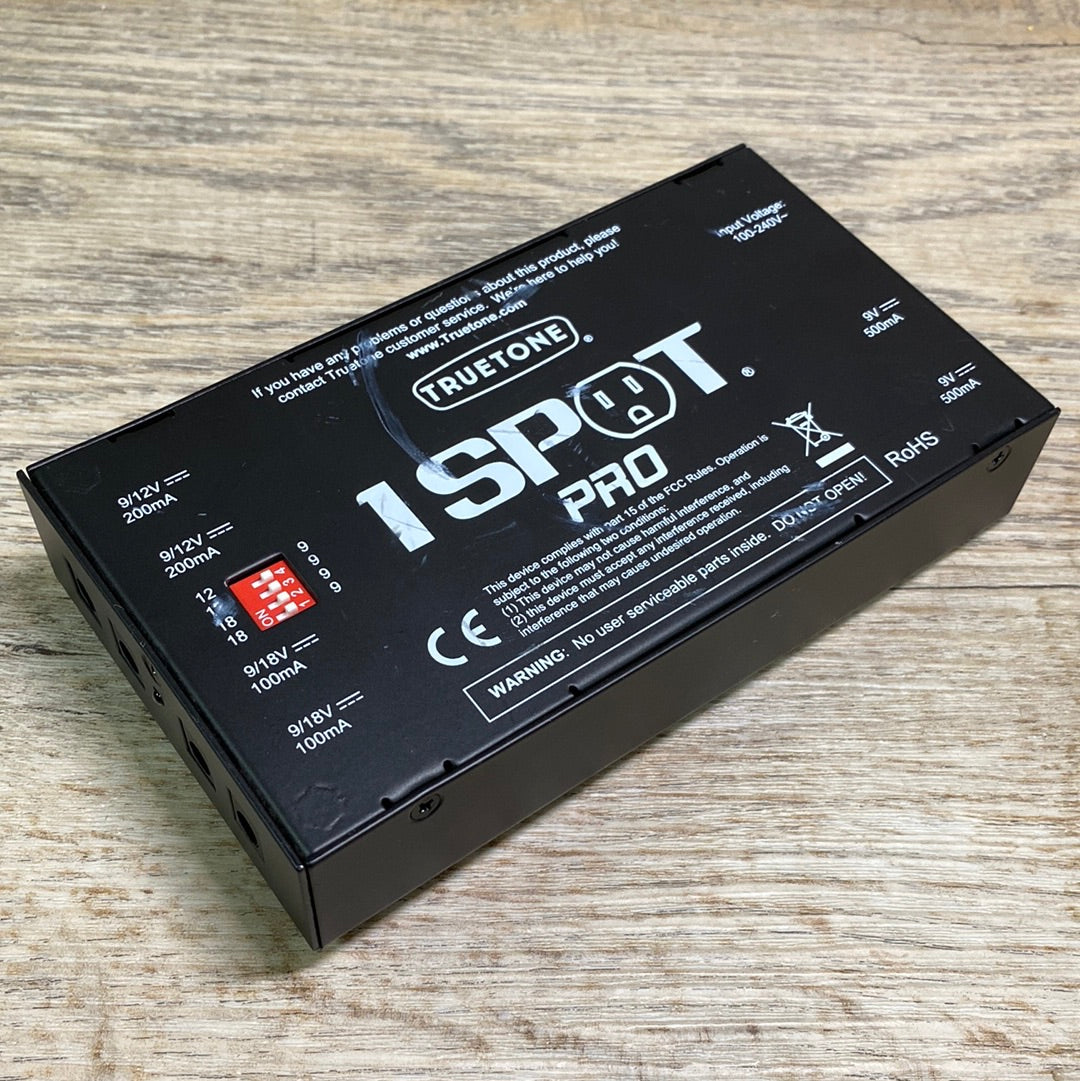 If you have any problems or questions about this product, please
contact Truetone customer service. We're here to help you!
www.Truetone.com
TRUETONE®
1 SPOT®
PRO
Input Voltage:
100-240V~
9V
500mA
9V
500mA
RoHS
9/12V
200mA
9/12V
200mA
12
18
18
9
9
9
9
ON
1 2 3 4
9/18V
100mA
9/18V
100mA
This device complies with part 15 of the FCC Rules. Operation is
subject to the following two conditions:
(1) This device may not cause harmful interference, and
(2) this device must accept any interference received, including
interference that may cause undesired operation.
CE
WARNING: No user serviceable parts inside. DO NOT OPEN!